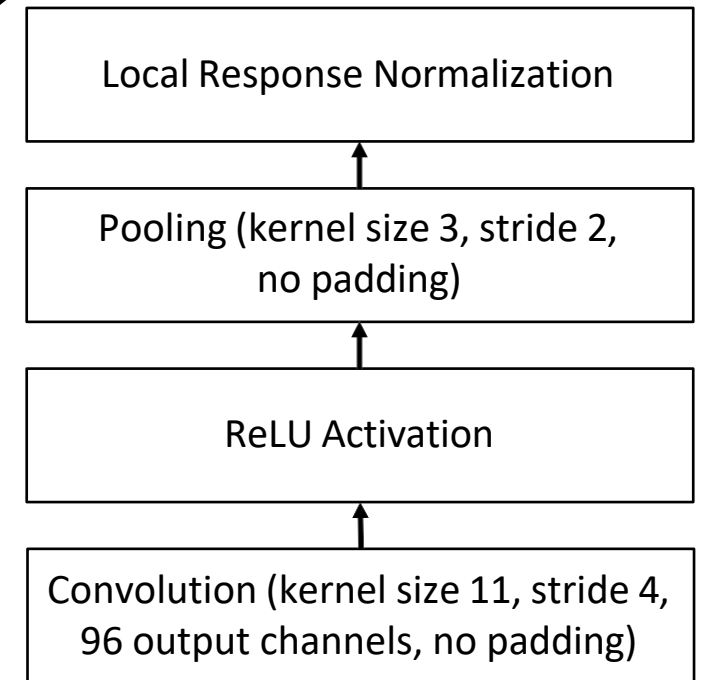 Local Response Normalization
Pooling (kernel size 3, stride 2,
no padding)
ReLU Activation
Convolution (kernel size 11, stride 4,
96 output channels, no padding)